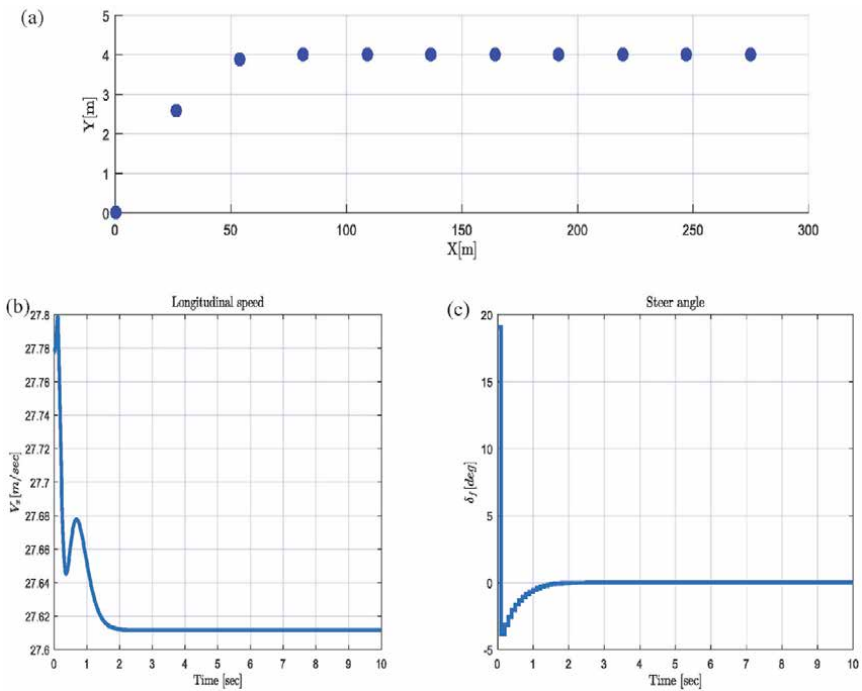 (a)
5
4
3
2
1
0
Y[m]
0 50 100 150 200 250 300
X[m]
(b)
Longitudinal speed
27.8
27.78
27.76
27.74
27.72
27.7
27.68
27.66
27.64
27.62
27.6
Vₓ[m/sec]
0 1 2 3 4 5 6 7 8 9 10
Time [sec]
(c)
Steer angle
20
15
10
5
0
-5
δf[deg]
0 1 2 3 4 5 6 7 8 9 10
Time [sec]